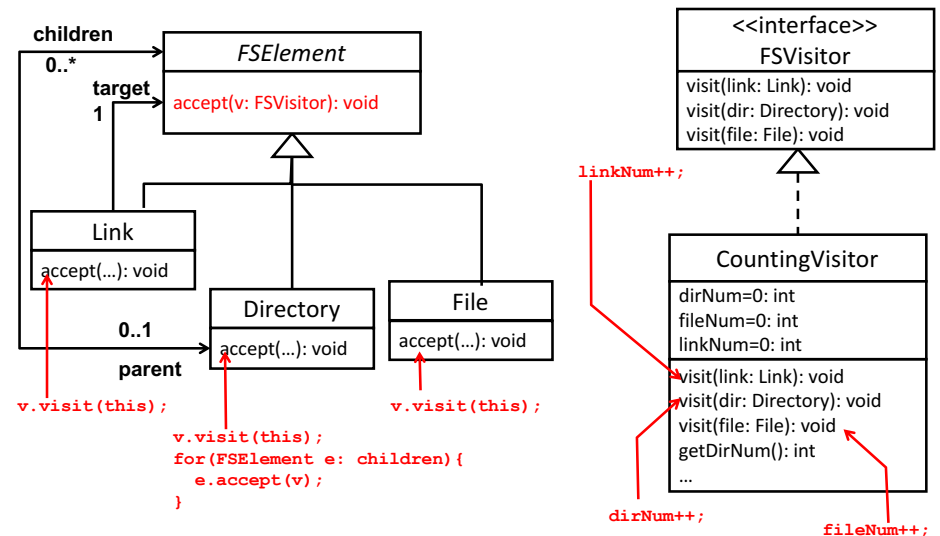 children
0..*
FSElement
target
1
accept(v: FSVisitor): void
Link
accept(…): void
Directory
accept(…): void
File
accept(…): void
0..1
parent
v.visit(this);
v.visit(this);
for(FSElement e: children){
e.accept(v);
}
v.visit(this);
<<interface>>
FSVisitor
visit(link: Link): void
visit(dir: Directory): void
visit(file: File): void
linkNum++;
CountingVisitor
dirNum=0: int
fileNum=0: int
linkNum=0: int
visit(link: Link): void
visit(dir: Directory): void
visit(file: File): void
getDirNum(): int
…
dirNum++;
fileNum++;